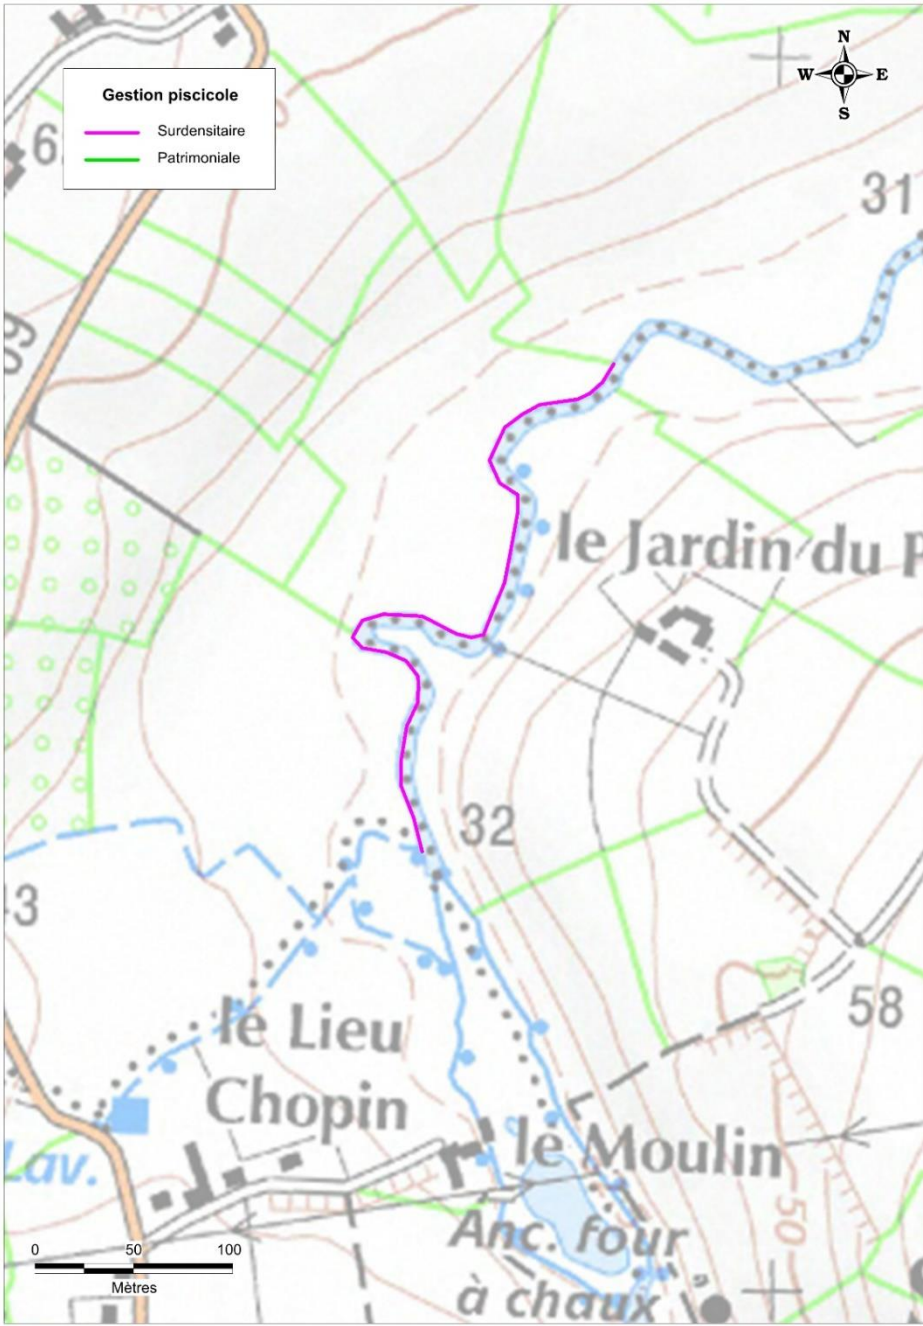 N
W E
S
Gestion piscicole
Surdensitaire
Patrimoniale
31
le Jardin du P
32
58
le Lieu
Chopin
le Moulin
Lav.
50
Anc. four
à chaux
0 50 100
Mètres